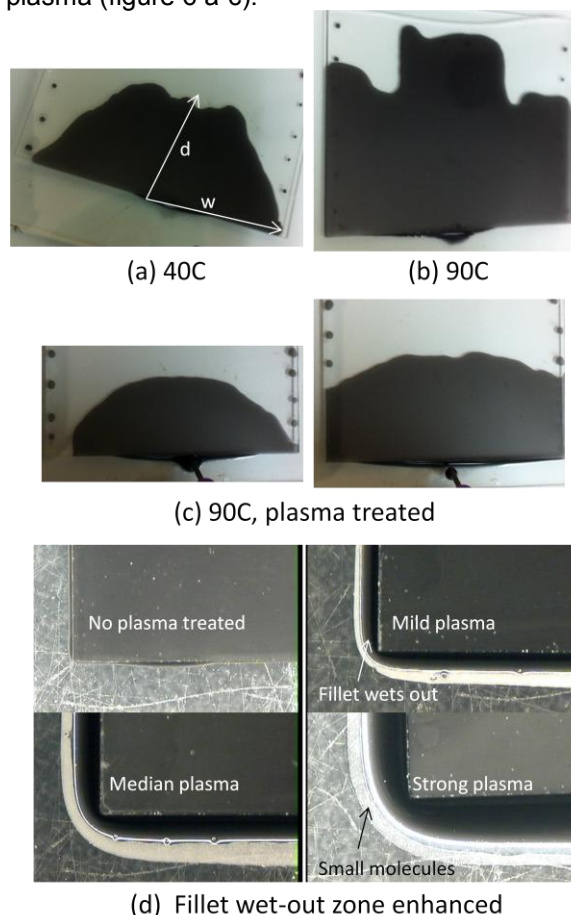 plasma (figure 6 a-c).
d
w
(a) 40C
(b) 90C
(c) 90C, plasma treated
No plasma treated
Mild plasma
Fillet wets out
Median plasma
Strong plasma
Small molecules
(d) Fillet wet-out zone enhanced